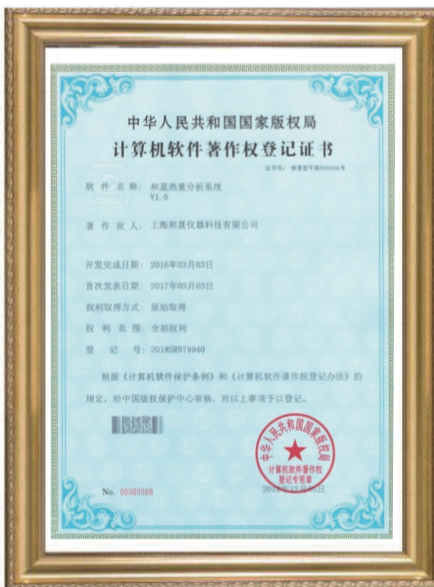 中华人民共和国国家版权局
计算机软件著作权登记证书
证书号：
软件名称： 和晟热重分析系统
V1.0
著作权人： 上海和晟仪器科技有限公司
开发完成日期： 2016年03月03日
首次发表日期： 2017年03月03日
权利取得方式： 原始取得
权利范围： 全部权利
登记号： 2018SR979940
根据《计算机软件保护条例》和《计算机软件著作权登记办法》的
规定，经中国版权保护中心审核，对以上事项予以登记。
中华人民共和国国家版权局
计算机软件著作权
登记专用章
No. 03303568